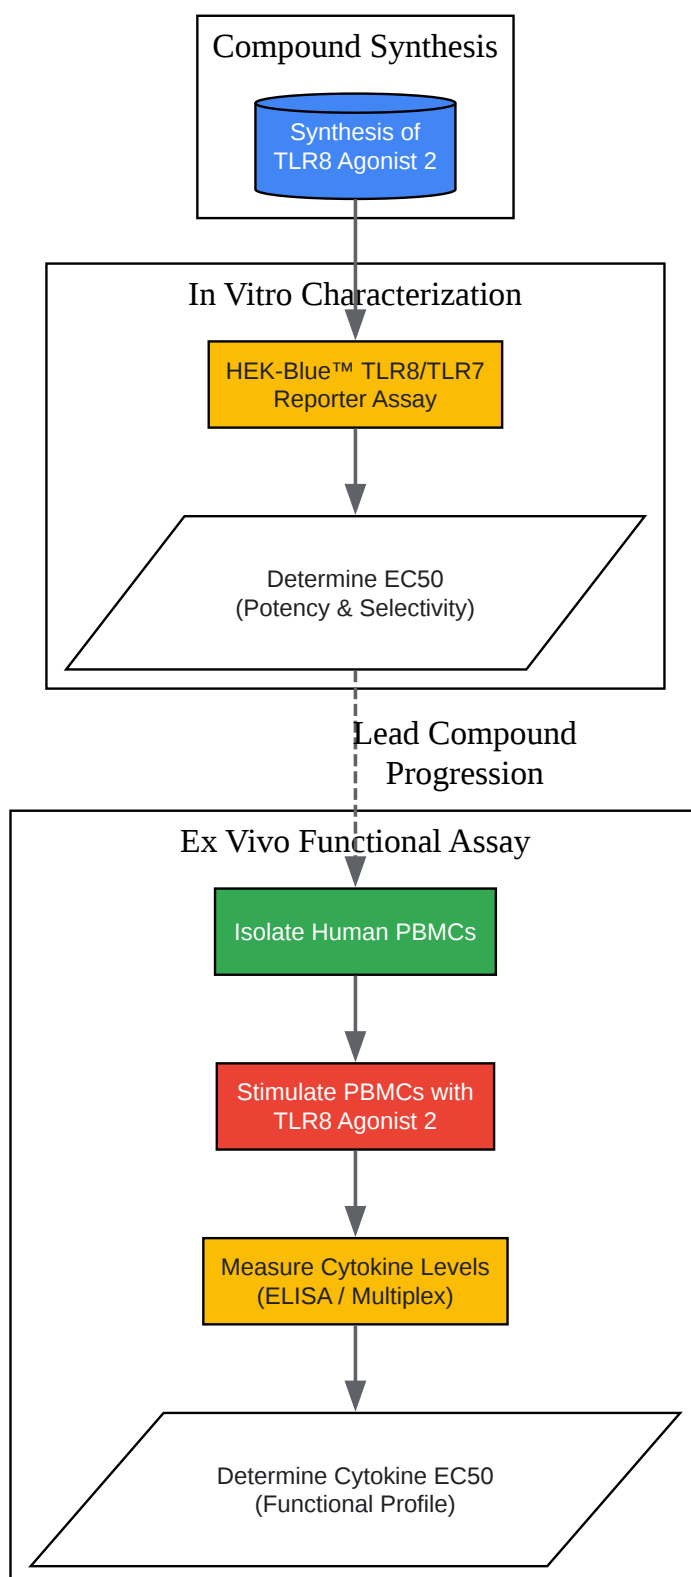 Compound Synthesis
Synthesis of
TLR8 Agonist 2
In Vitro Characterization
HEK-Blue™ TLR8/TLR7
Reporter Assay
Determine EC50
(Potency & Selectivity)
Lead Compound
Progression
Ex Vivo Functional Assay
Isolate Human PBMCs
Stimulate PBMCs with
TLR8 Agonist 2
Measure Cytokine Levels
(ELISA / Multiplex)
Determine Cytokine EC50
(Functional Profile)